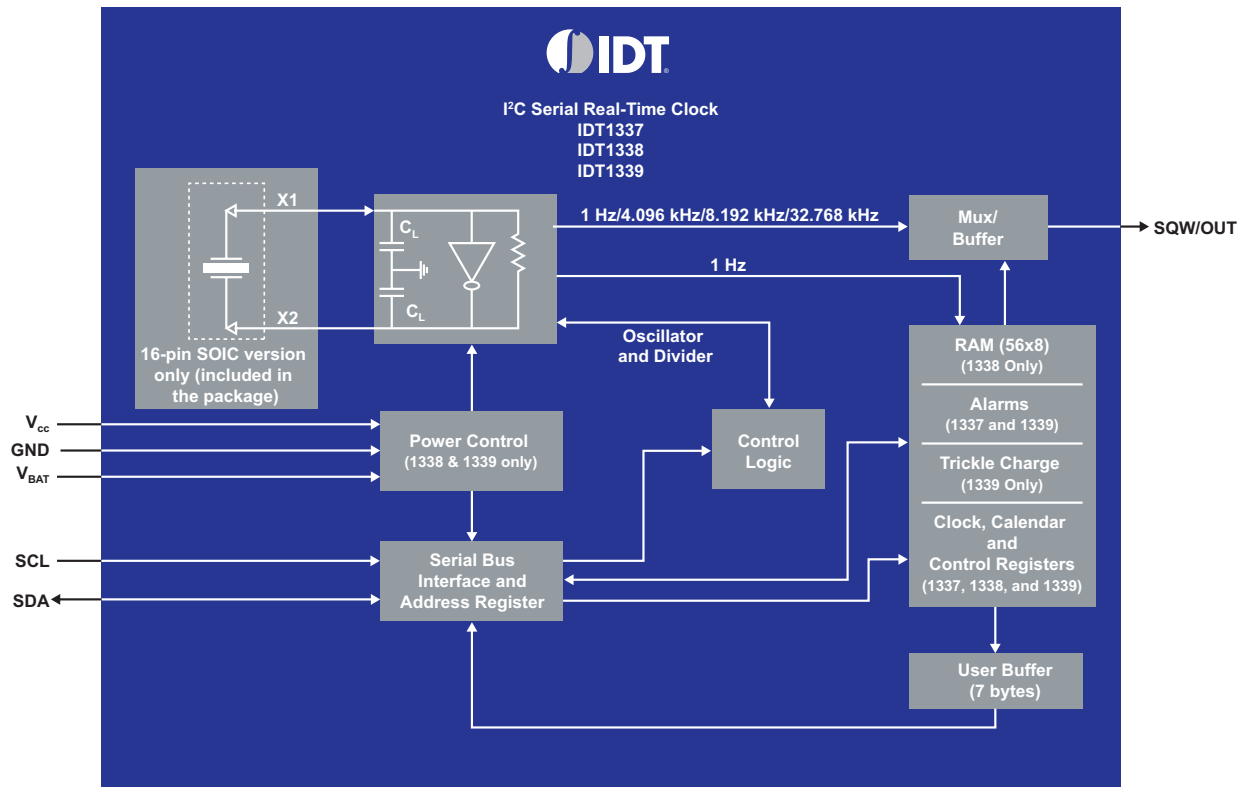 IDT®
I²C Serial Real-Time Clock
IDT1337
IDT1338
IDT1339
X1
X2
16-pin SOIC version
only (included in
the package)
C_L
C_L
1 Hz/4.096 kHz/8.192 kHz/32.768 kHz
1 Hz
Oscillator
and Divider
Mux/
Buffer
SQW/OUT
RAM (56x8)
(1338 Only)
Alarms
(1337 and 1339)
Trickle Charge
(1339 Only)
Clock, Calendar
and
Control Registers
(1337, 1338, and 1339)
V_cc
GND
V_BAT
Power Control
(1338 & 1339 only)
Control
Logic
SCL
SDA
Serial Bus
Interface and
Address Register
User Buffer
(7 bytes)